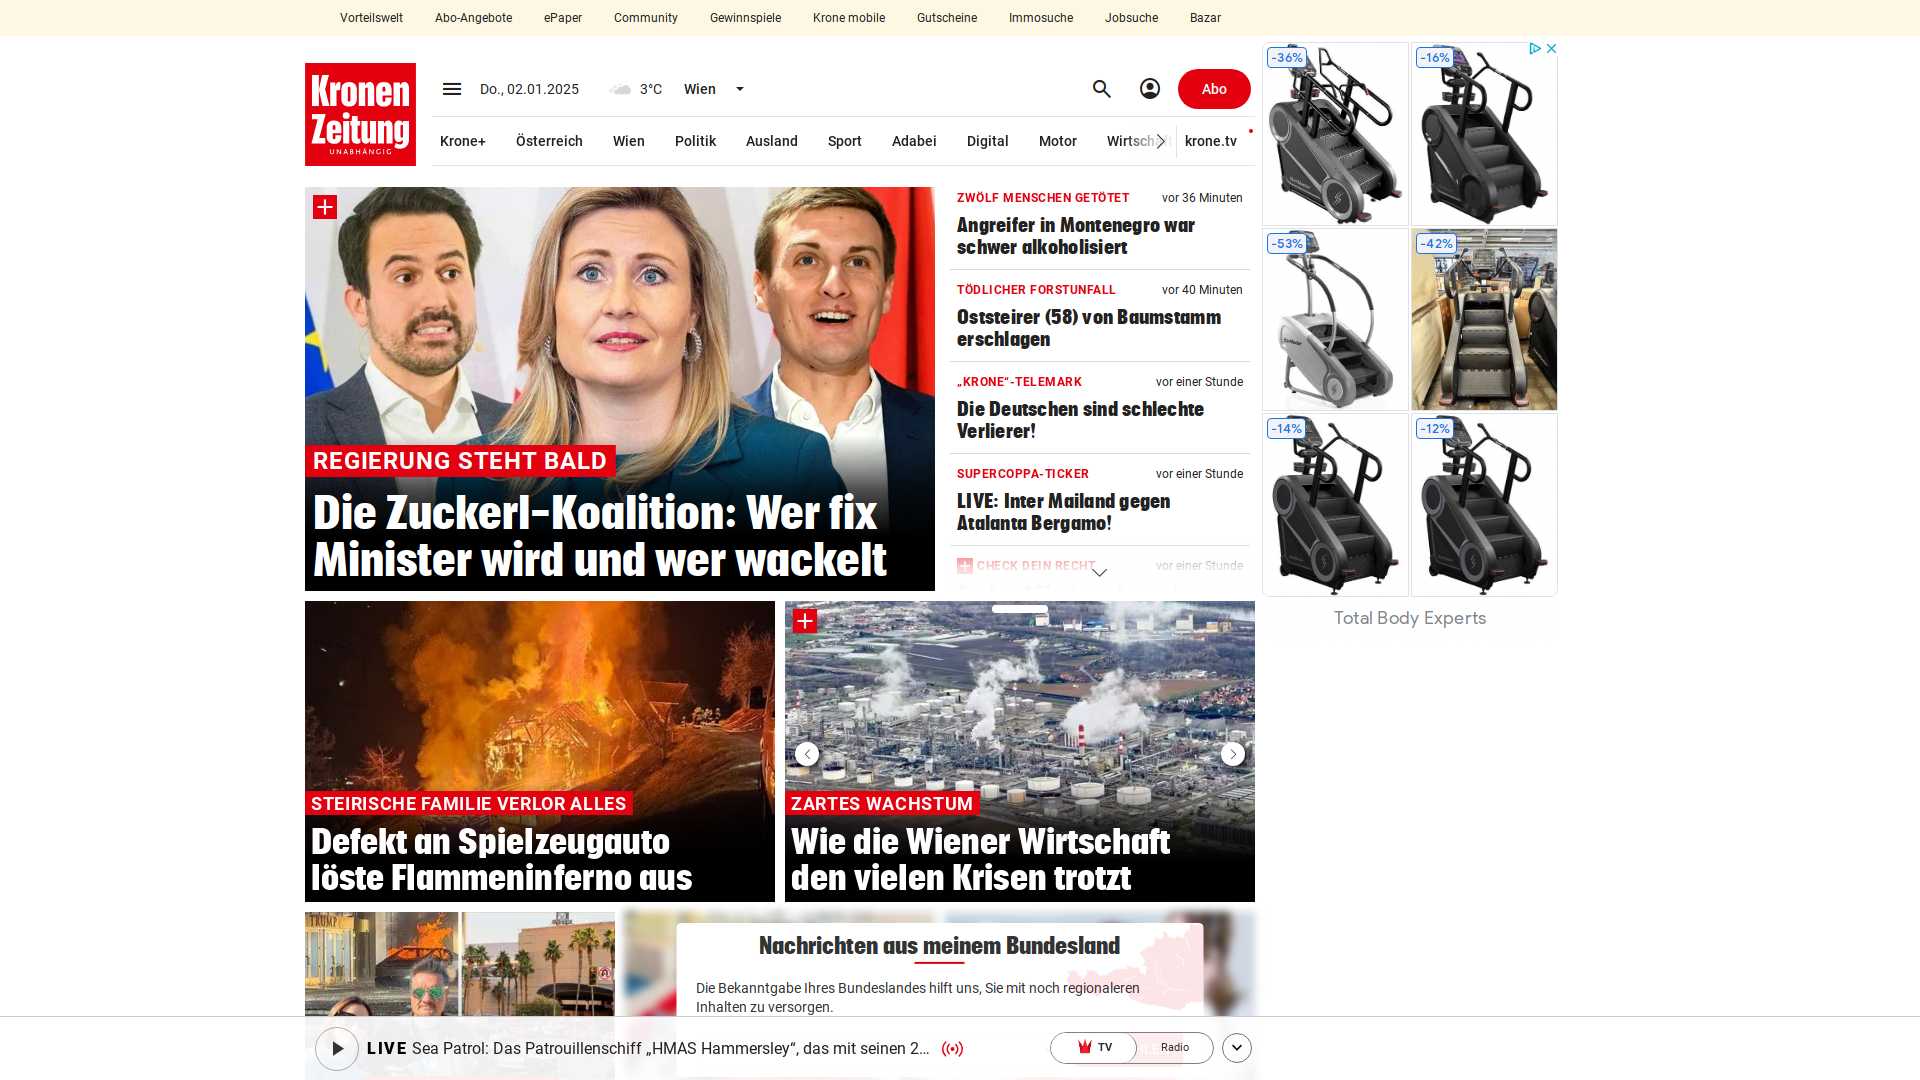 Vorteilswelt Abo-Angebote ePaper Community Gewinnspiele Krone mobile Gutscheine Immosuche Jobsuche Bazar
Kronen
Zeitung
UNABHÄNGIG
Do., 02.01.2025 3°C Wien
Abo
Krone+ Österreich Wien Politik Ausland Sport Adabei Digital Motor Wirtschaft krone.tv
REGIERUNG STEHT BALD
Die Zuckerl-Koalition: Wer fix
Minister wird und wer wackelt
ZWÖLF MENSCHEN GETÖTET vor 36 Minuten
Angreifer in Montenegro war
schwer alkoholisiert
TÖDLICHER FORSTUNFALL vor 40 Minuten
Oststeirer (58) von Baumstamm
erschlagen
„KRONE“-TELEMARK vor einer Stunde
Die Deutschen sind schlechte
Verlierer!
SUPERCOPPA-TICKER vor einer Stunde
LIVE: Inter Mailand gegen
Atalanta Bergamo!
CHECK DEIN RECHT vor einer Stunde
-36%
-16%
-53%
-42%
-14%
-12%
Total Body Experts
STEIRISCHE FAMILIE VERLOR ALLES
Defekt an Spielzeugauto
löste Flammeninferno aus
ZARTES WACHSTUM
Wie die Wiener Wirtschaft
den vielen Krisen trotzt
TRUMP
Nachrichten aus meinem Bundesland
Die Bekanntgabe Ihres Bundeslandes hilft uns, Sie mit noch regionaleren
Inhalten zu versorgen.
LIVE Sea Patrol: Das Patrouillenschiff „HMAS Hammersley“, das mit seinen 2...
TV
Radio